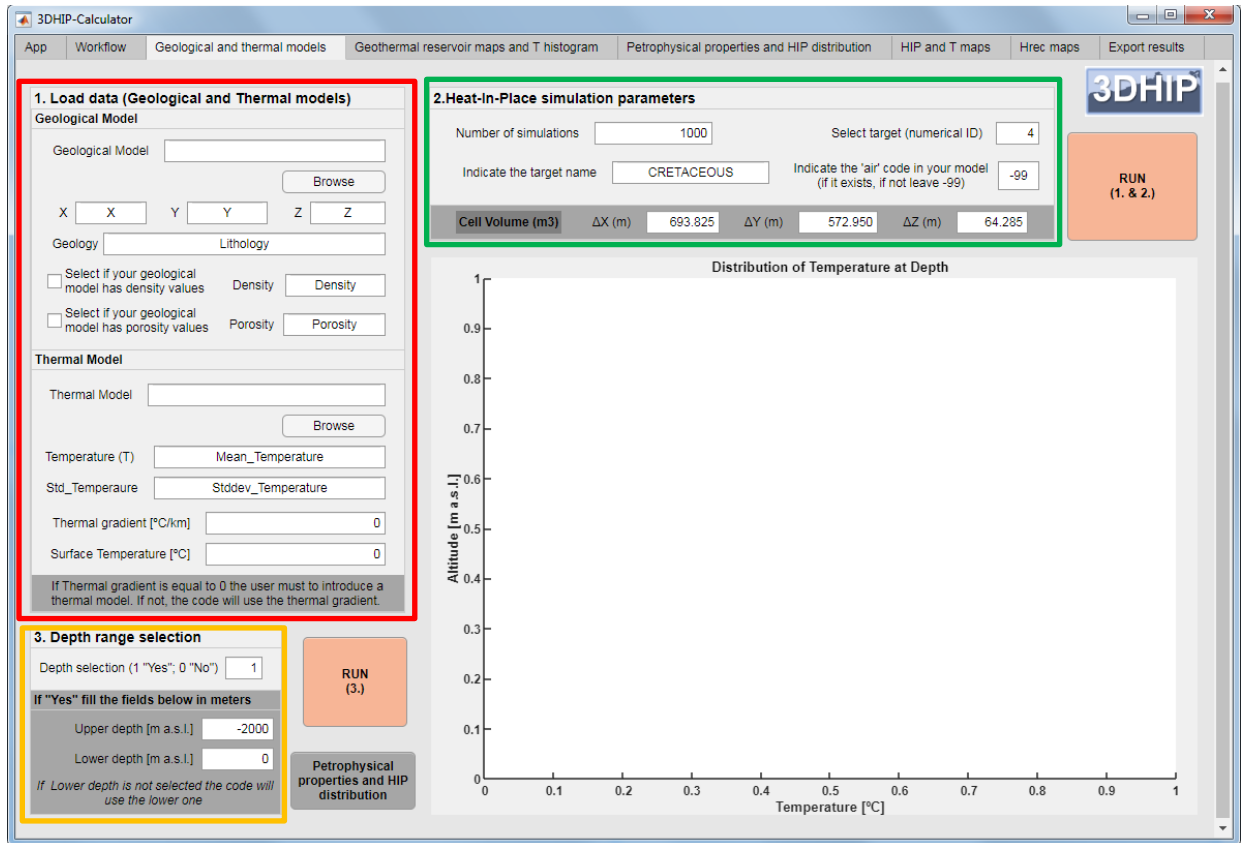 3DHIP-Calculator
App Workflow Geological and thermal models Geothermal reservoir maps and T histogram Petrophysical properties and HIP distribution HIP and T maps Hrec maps Export results
1. Load data (Geological and Thermal models)
Geological Model
Geological Model
Browse
X X Y Y Z Z
Geology Lithology
Select if your geological
model has density values
Density Density
Select if your geological
model has porosity values
Porosity Porosity
Thermal Model
Thermal Model
Browse
Temperature (T) Mean_Temperature
Std_Temperaure Stddev_Temperature
Thermal gradient [ºC/km] 0
Surface Temperature [ºC] 0
If Thermal gradient is equal to 0 the user must to introduce a
thermal model. If not, the code will use the thermal gradient.
2.Heat-In-Place simulation parameters
Number of simulations 1000 Select target (numerical ID) 4
Indicate the target name CRETACEOUS
Indicate the 'air' code in your model
(if it exists, if not leave -99)
-99
Cell Volume (m3) ΔX (m) 693.825 ΔY (m) 572.950 ΔZ (m) 64.285
3DHIP
RUN
(1. & 2.)
3. Depth range selection
Depth selection (1 "Yes"; 0 "No") 1
If "Yes" fill the fields below in meters
Upper depth [m a.s.l.] -2000
Lower depth [m a.s.l.] 0
If Lower depth is not selected the code will
use the lower one
RUN
(3.)
Petrophysical
properties and HIP
distribution
Distribution of Temperature at Depth
Altitude [m a.s.l.]
1
0.9
0.8
0.7
0.6
0.5
0.4
0.3
0.2
0.1
0
0 0.1 0.2 0.3 0.4 0.5 0.6 0.7 0.8 0.9 1
Temperature [ºC]